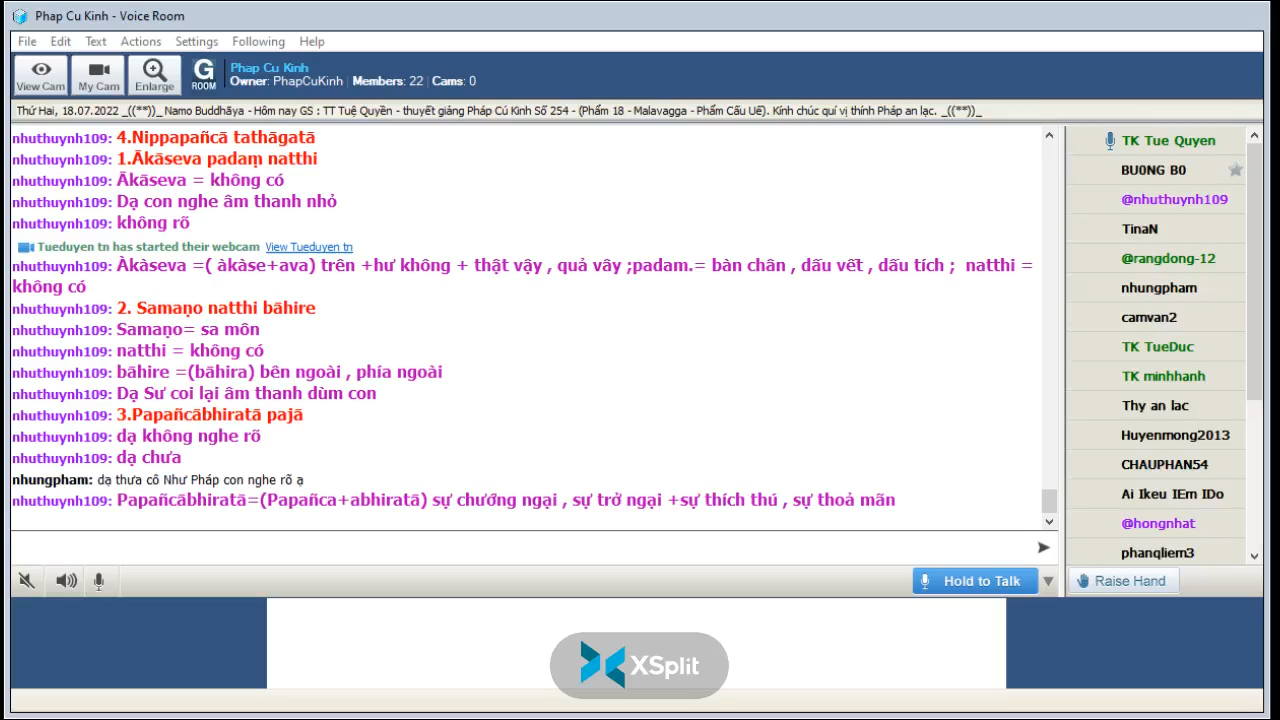 Phap Cu Kinh - Voice Room
File Edit Text Actions Settings Following Help
View Cam My Cam Enlarge G ROOM
Phap Cu Kinh
Owner: PhapCuKinh | Members: 22 | Cams: 0
Thứ Hai, 18.07.2022 _((**))_ Namo Buddhāya - Hôm nay GS : TT Tuệ Quyền - thuyết giảng Pháp Cú Kinh Số 254 - (Phẩm 18 - Malavagga - Phẩm Cấu Uế). Kính chúc quí vị thính Pháp an lạc. _((**))_
nhuthuynh109: 4.Nippapañcā tathāgatā
nhuthuynh109: 1.Ākāseva padaṃ natthi
nhuthuynh109: Ākāseva = không có
nhuthuynh109: Dạ con nghe âm thanh nhỏ
nhuthuynh109: không rõ
Tueduyen tn has started their webcam View Tueduyen tn
nhuthuynh109: Àkàseva =( àkàse+ava) trên +hư không + thật vậy , quả vây ;padam.= bàn chân , dấu vết , dấu tích ; natthi =
không có
nhuthuynh109: 2. Samaṇo natthi bāhire
nhuthuynh109: Samaṇo= sa môn
nhuthuynh109: natthi = không có
nhuthuynh109: bāhire =(bāhira) bên ngoài , phía ngoài
nhuthuynh109: Dạ Sư coi lại âm thanh dùm con
nhuthuynh109: 3.Papañcābhiratā pajā
nhuthuynh109: dạ không nghe rõ
nhuthuynh109: dạ chưa
nhungpham: dạ thưa cô Như Pháp con nghe rõ ạ
nhuthuynh109: Papañcābhiratā=(Papañca+abhiratā) sự chướng ngại , sự trở ngại +sự thích thú , sự thoả mãn
TK Tue Quyen
BU0NG B0
@nhuthuynh109
TinaN
@rangdong-12
nhungpham
camvan2
TK TueDuc
TK minhhanh
Thy an lac
Huyenmong2013
CHAUPHAN54
Ai Ikeu IEm IDo
@hongnhat
phanqliem3
Hold to Talk
Raise Hand
XSplit